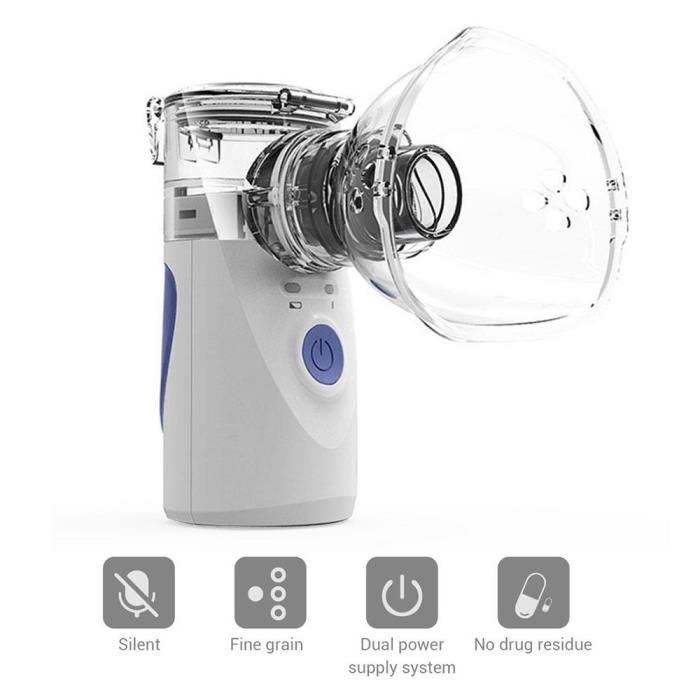 Silent
Fine grain
Dual power
supply system
No drug residue